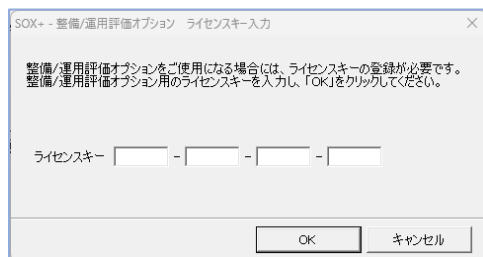 SOX+ - 整備/運用評価オプション　ライセンスキー入力
整備/運用評価オプションをご使用になる場合には、ライセンスキーの登録が必要です。
整備/運用評価オプション用のライセンスキーを入力し、「OK」をクリックしてください。
ライセンスキー - - -
OK キャンセル